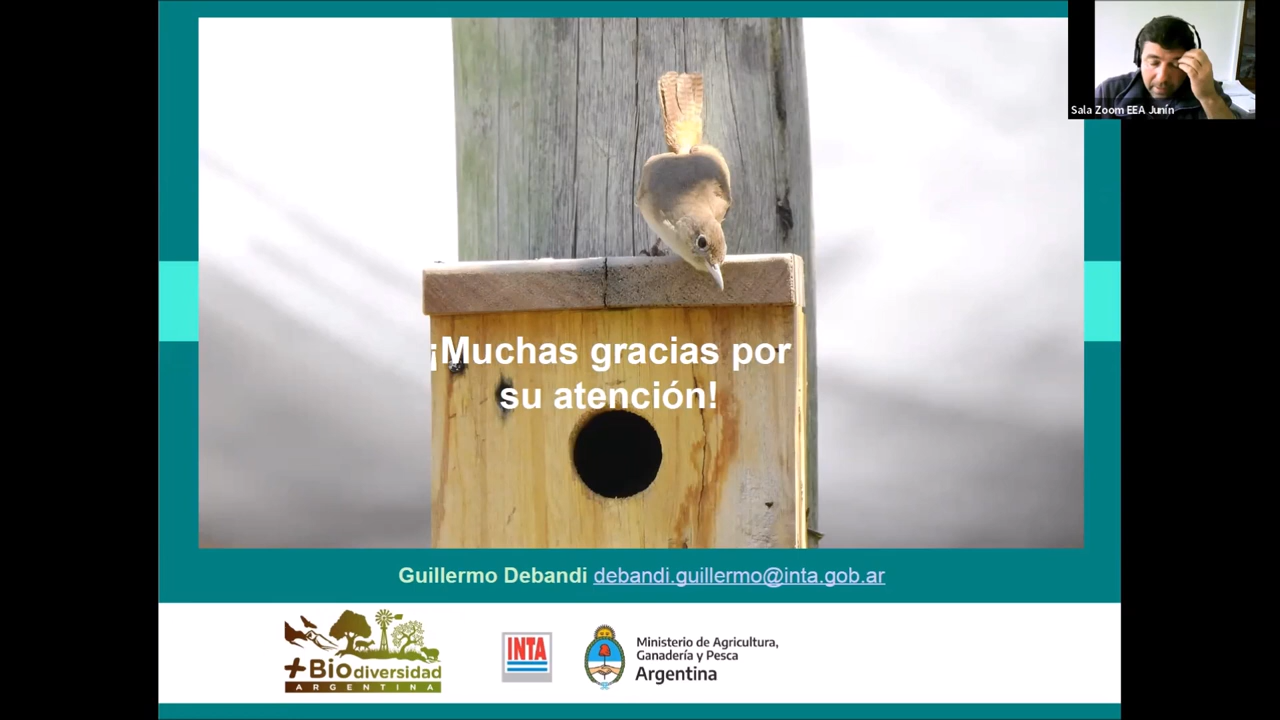 Sala Zoom EEA Junín
¡Muchas gracias por
su atención!
Guillermo Debandi debandi.guillermo@inta.gob.ar
+Biodiversidad
ARGENTINA
INTA
Ministerio de Agricultura,
Ganadería y Pesca
Argentina